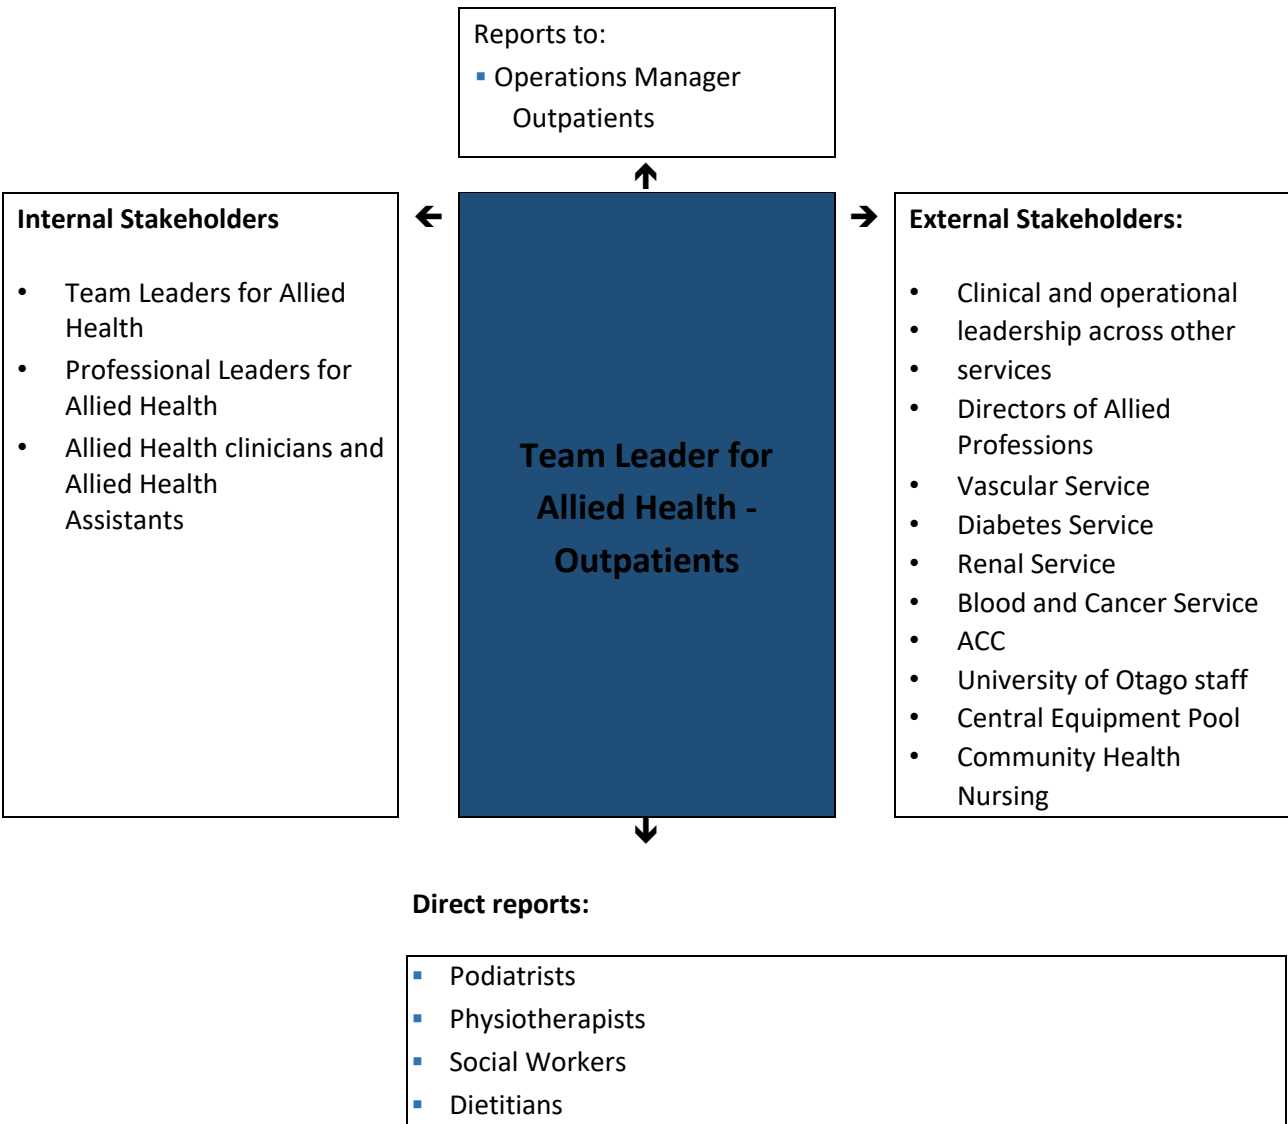 Reports to:
▪ Operations Manager
Outpatients
Internal Stakeholders
• Team Leaders for Allied
Health
• Professional Leaders for
Allied Health
• Allied Health clinicians and
Allied Health
Assistants
Team Leader for
Allied Health -
Outpatients
External Stakeholders:
• Clinical and operational
• leadership across other
• services
• Directors of Allied
Professions
• Vascular Service
• Diabetes Service
• Renal Service
• Blood and Cancer Service
• ACC
• University of Otago staff
• Central Equipment Pool
• Community Health
Nursing
Direct reports:
▪ Podiatrists
▪ Physiotherapists
▪ Social Workers
▪ Dietitians